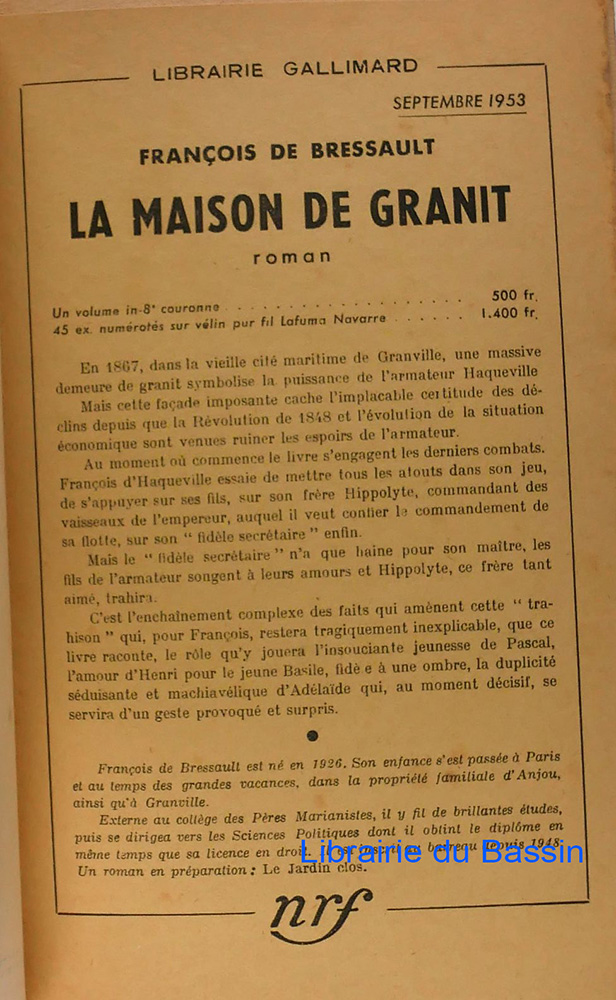 LIBRAIRIE GALLIMARD
SEPTEMBRE 1953
FRANÇOIS DE BRESSAULT
LA MAISON DE GRANIT
roman
Un volume in-8° couronne . . . . . . . . . . . . . . . . . 500 fr.
45 ex. numérotés sur vélin pur fil Lafuma Navarre . . . . . . 1.400 fr.
En 1867, dans la vieille cité maritime de Granville, une massive
demeure de granit symbolise la puissance de l'armateur Haqueville
Mais cette façade imposante cache l'implacable certitude des dé-
clins depuis que la Révolution de 1848 et l'évolution de la situation
économique sont venues ruiner les espoirs de l'armateur.
Au moment où commence le livre s'engagent les derniers combats.
François d'Haqueville essaie de mettre tous les atouts dans son jeu,
de s'appuyer sur ses fils, sur son frère Hippolyte, commandant des
vaisseaux de l'empereur, auquel il veut confier le commandement de
sa flotte, sur son " fidèle secrétaire " enfin.
Mais le " fidèle secrétaire " n'a que haine pour son maître, les
fils de l'armateur songent à leurs amours et Hippolyte, ce frère tant
aimé, trahira.
C'est l'enchaînement complexe des faits qui amènent cette " tra-
hison " qui, pour François, restera tragiquement inexplicable, que ce
livre raconte, le rôle qu'y jouera l'insouciante jeunesse de Pascal,
l'amour d'Henri pour le jeune Basile, fidè e à une ombre, la duplicité
séduisante et machiavélique d'Adélaïde qui, au moment décisif, se
servira d'un geste provoqué et surpris.
François de Bressault est né en 1926. Son enfance s'est passée à Paris
et au temps des grandes vacances, dans la propriété familiale d'Anjou,
ainsi qu'à Granville.
Externe au collège des Pères Marianistes, il y fit de brillantes études,
puis se dirigea vers les Sciences Politiques dont il obtint le diplôme en
même temps que sa licence en droit. Il est inscrit au barreau depuis 1948.
Un roman en préparation : Le Jardin clos.
Librairie du Bassin
nrf